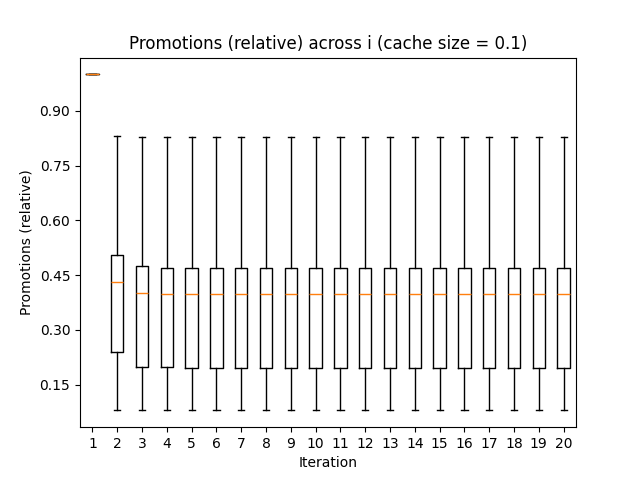 Promotions (relative) across i (cache size = 0.1)
Promotions (relative)
0.90
0.75
0.60
0.45
0.30
0.15
1 2 3 4 5 6 7 8 9 10 11 12 13 14 15 16 17 18 19 20
Iteration